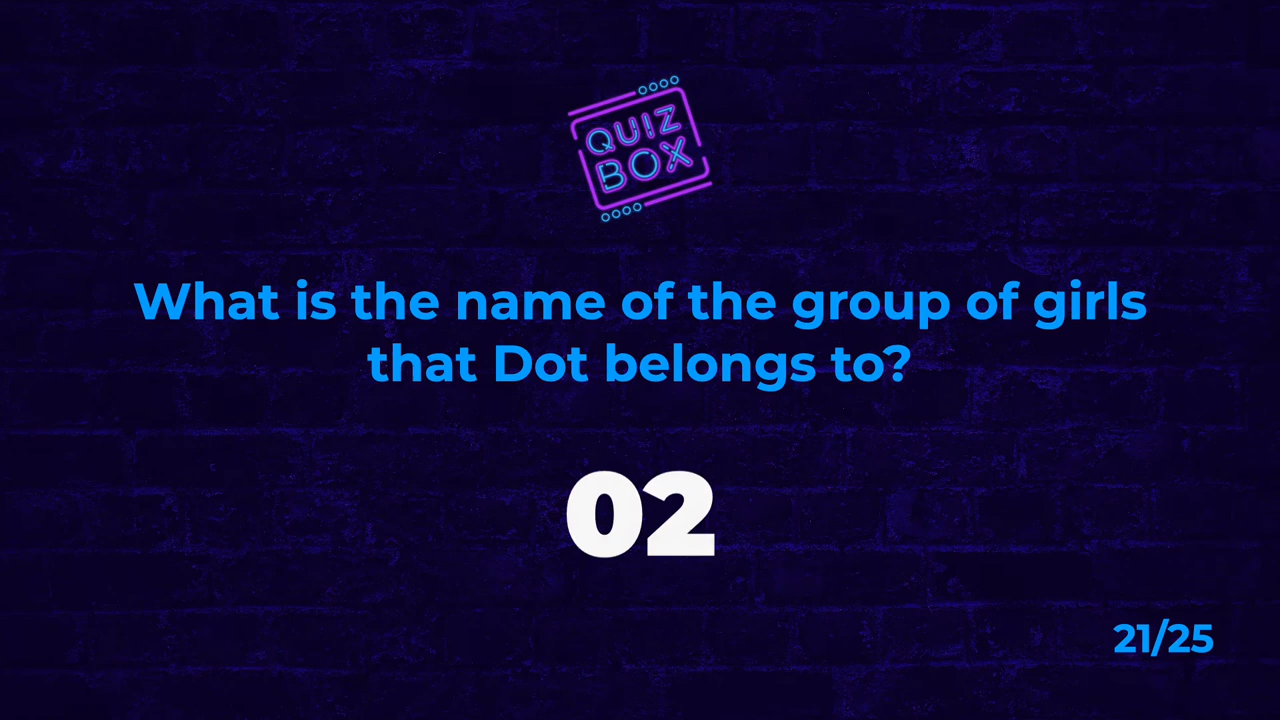 QUIZ
BOX
What is the name of the group of girls
that Dot belongs to?
02
21/25